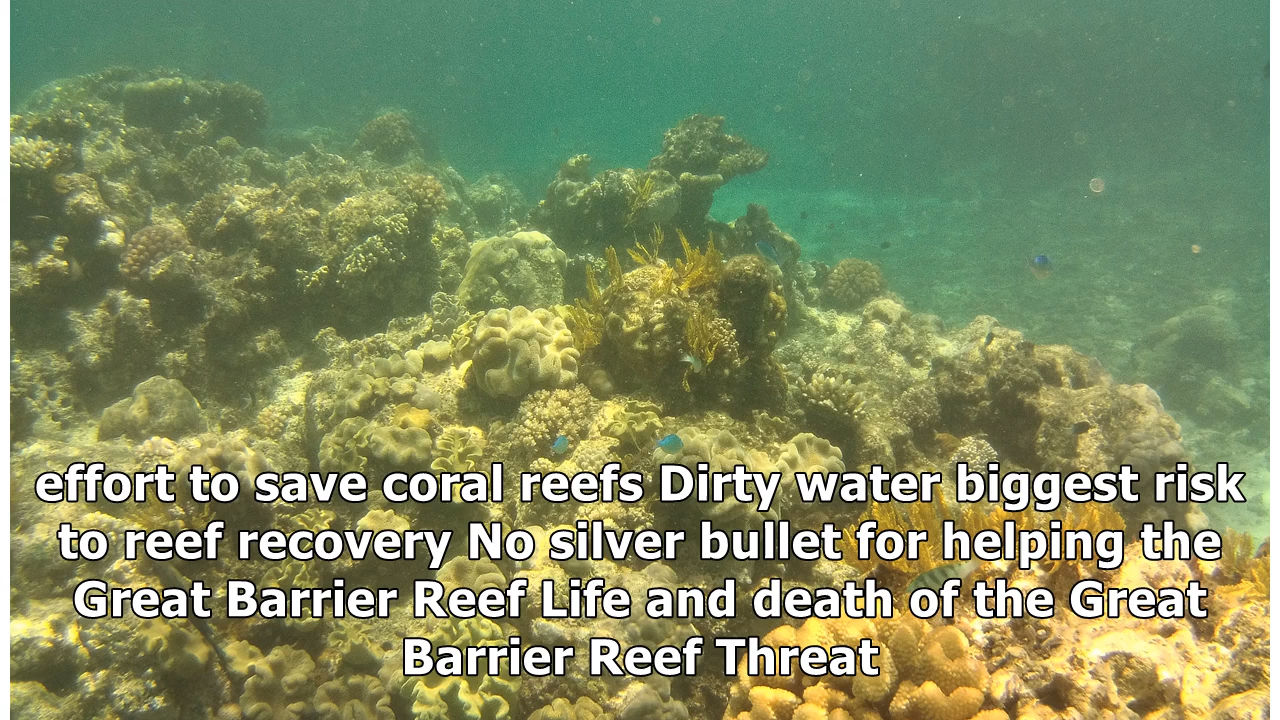 effort to save coral reefs Dirty water biggest risk
to reef recovery No silver bullet for helping the
Great Barrier Reef Life and death of the Great
Barrier Reef Threat